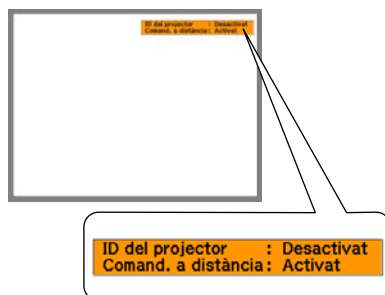 ID del projector : Desactivat
Comand. a distància : Activat
ID del projector : Desactivat
Comand. a distància : Activat